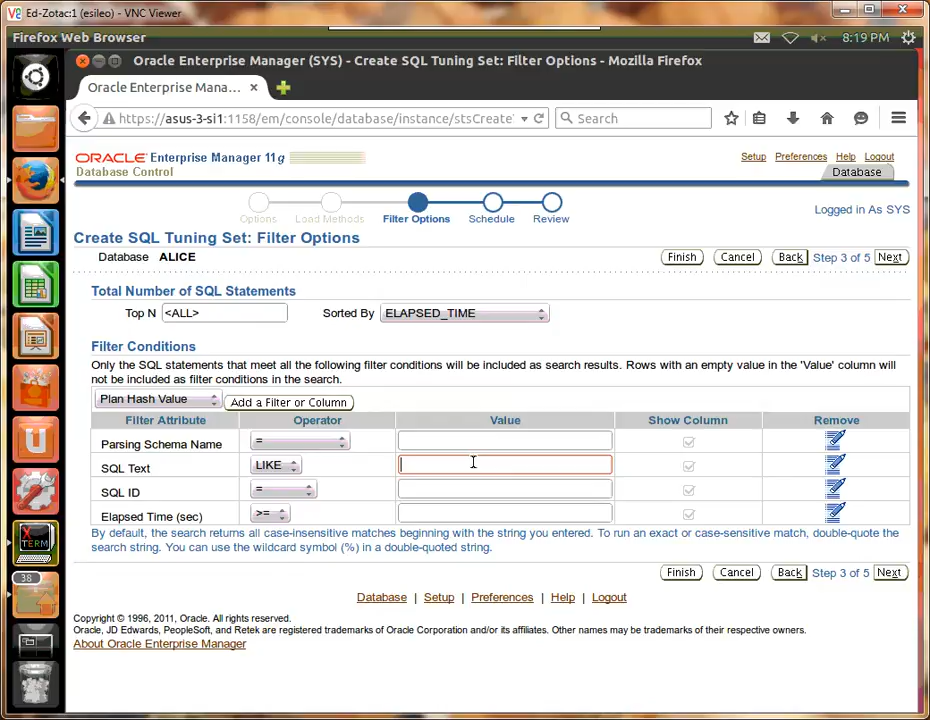 Ed-Zotac:1 (esileo) - VNC Viewer
Firefox Web Browser
8:19 PM
Oracle Enterprise Manager (SYS) - Create SQL Tuning Set: Filter Options - Mozilla Firefox
Oracle Enterprise Mana...
https://asus-3-si1:1158/em/console/database/instance/stsCreate
Search
ORACLE Enterprise Manager 11g
Database Control
Setup Preferences Help Logout
Database
Options Load Methods Filter Options Schedule Review
Logged in As SYS
Create SQL Tuning Set: Filter Options
Database ALICE
Finish Cancel Back Step 3 of 5 Next
Total Number of SQL Statements
Top N <ALL> Sorted By ELAPSED_TIME
Filter Conditions
Only the SQL statements that meet all the following filter conditions will be included as search results. Rows with an empty value in the 'Value' column will
not be included as filter conditions in the search.
Plan Hash Value Add a Filter or Column
Filter Attribute Operator Value Show Column Remove
Parsing Schema Name =
SQL Text LIKE
SQL ID =
Elapsed Time (sec) >=
By default, the search returns all case-insensitive matches beginning with the string you entered. To run an exact or case-sensitive match, double-quote the
search string. You can use the wildcard symbol (%) in a double-quoted string.
Finish Cancel Back Step 3 of 5 Next
Database | Setup | Preferences | Help | Logout
Copyright © 1996, 2011, Oracle. All rights reserved.
Oracle, JD Edwards, PeopleSoft, and Retek are registered trademarks of Oracle Corporation and/or its affiliates. Other names may be trademarks of their respective owners.
About Oracle Enterprise Manager
X
TERM
38